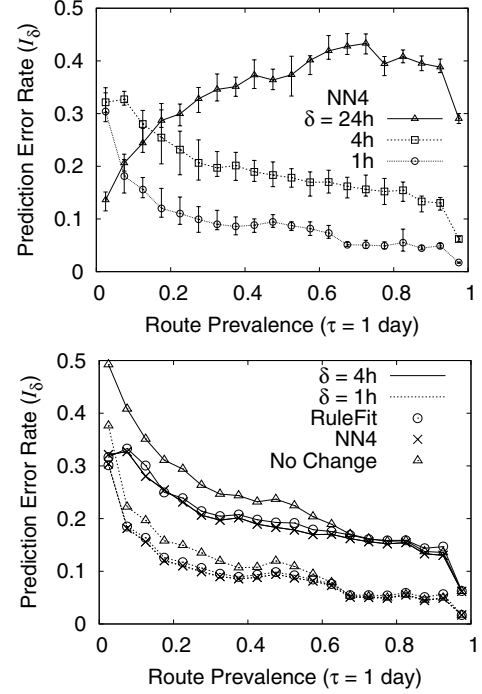 Prediction Error Rate (I_δ)
0.5
0.4
0.3
0.2
0.1
0
NN4
δ = 24h
4h
1h
0 0.2 0.4 0.6 0.8 1
Route Prevalence (τ = 1 day)
Prediction Error Rate (I_δ)
0.5
0.4
0.3
0.2
0.1
0
δ = 4h
δ = 1h
RuleFit
NN4
No Change
0 0.2 0.4 0.6 0.8 1
Route Prevalence (τ = 1 day)